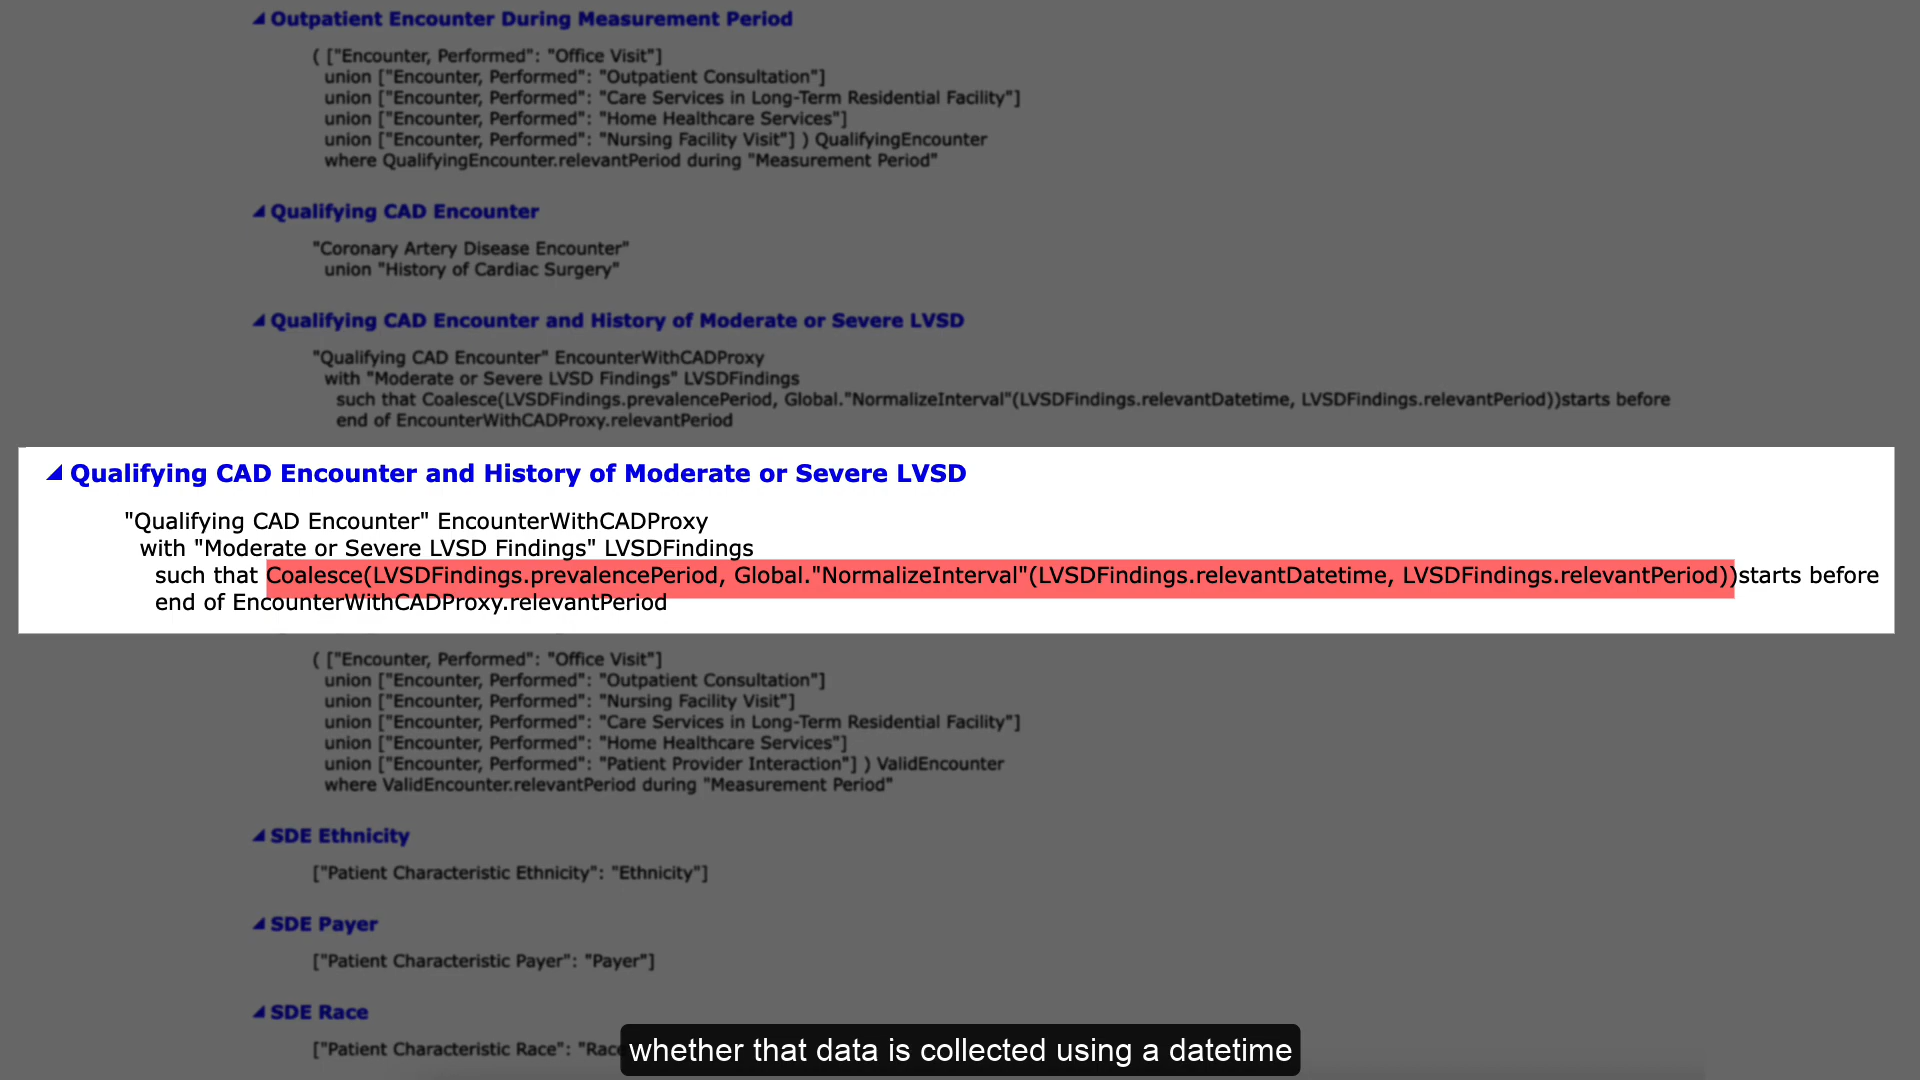 Outpatient Encounter During Measurement Period
( ["Encounter, Performed": "Office Visit"]
union ["Encounter, Performed": "Outpatient Consultation"]
union ["Encounter, Performed": "Care Services in Long-Term Residential Facility"]
union ["Encounter, Performed": "Home Healthcare Services"]
union ["Encounter, Performed": "Nursing Facility Visit"] ) QualifyingEncounter
where QualifyingEncounter.relevantPeriod during "Measurement Period"
Qualifying CAD Encounter
"Coronary Artery Disease Encounter"
union "History of Cardiac Surgery"
Qualifying CAD Encounter and History of Moderate or Severe LVSD
"Qualifying CAD Encounter" EncounterWithCADProxy
with "Moderate or Severe LVSD Findings" LVSDFindings
such that Coalesce(LVSDFindings.prevalencePeriod, Global."NormalizeInterval"(LVSDFindings.relevantDatetime, LVSDFindings.relevantPeriod))starts before
end of EncounterWithCADProxy.relevantPeriod
Qualifying CAD Encounter and History of Moderate or Severe LVSD
"Qualifying CAD Encounter" EncounterWithCADProxy
with "Moderate or Severe LVSD Findings" LVSDFindings
such that Coalesce(LVSDFindings.prevalencePeriod, Global."NormalizeInterval"(LVSDFindings.relevantDatetime, LVSDFindings.relevantPeriod))starts before
end of EncounterWithCADProxy.relevantPeriod
( ["Encounter, Performed": "Office Visit"]
union ["Encounter, Performed": "Outpatient Consultation"]
union ["Encounter, Performed": "Nursing Facility Visit"]
union ["Encounter, Performed": "Care Services in Long-Term Residential Facility"]
union ["Encounter, Performed": "Home Healthcare Services"]
union ["Encounter, Performed": "Patient Provider Interaction"] ) ValidEncounter
where ValidEncounter.relevantPeriod during "Measurement Period"
SDE Ethnicity
["Patient Characteristic Ethnicity": "Ethnicity"]
SDE Payer
["Patient Characteristic Payer": "Payer"]
SDE Race
["Patient Characteristic Race": "Race
whether that data is collected using a datetime